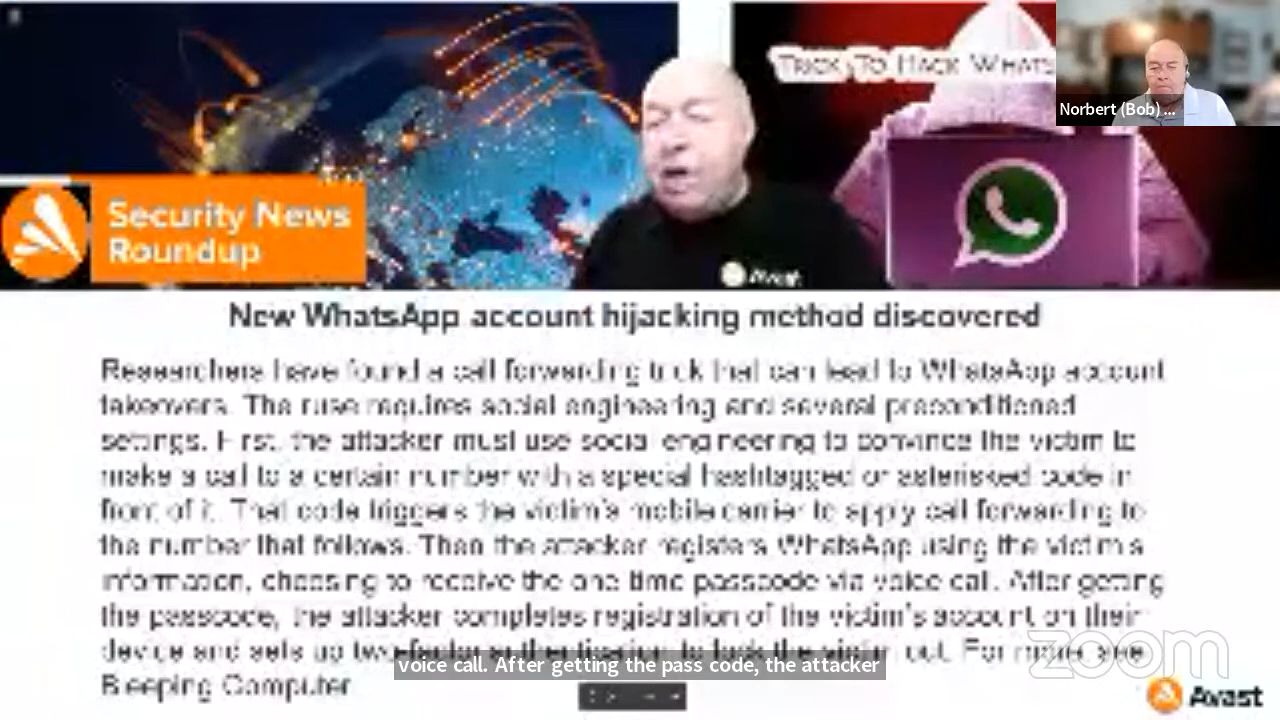 TRICK TO HACK WHATS
Norbert (Bob) ...
Security News
Roundup
Avast
New WhatsApp account hijacking method discovered
Researchers have found a call forwarding trick that can lead to WhatsApp account
takeovers. The ruse requires social engineering and several preconditioned
settings. First, the attacker must use social engineering to convince the victim to
make a call to a certain number with a special hashtagged or asterisked code in
front of it. That code triggers the victim's mobile carrier to apply call forwarding to
the number that follows. Then the attacker registers WhatsApp using the victim's
information, choosing to receive the one time passcode via voice call. After getting
the passcode, the attacker completes registration of the victim's account on their
device and sets up two-factor authentication to lock the victim out. For more, see
Bleeping Computer.
voice call. After getting the pass code, the attacker
zoom
Avast